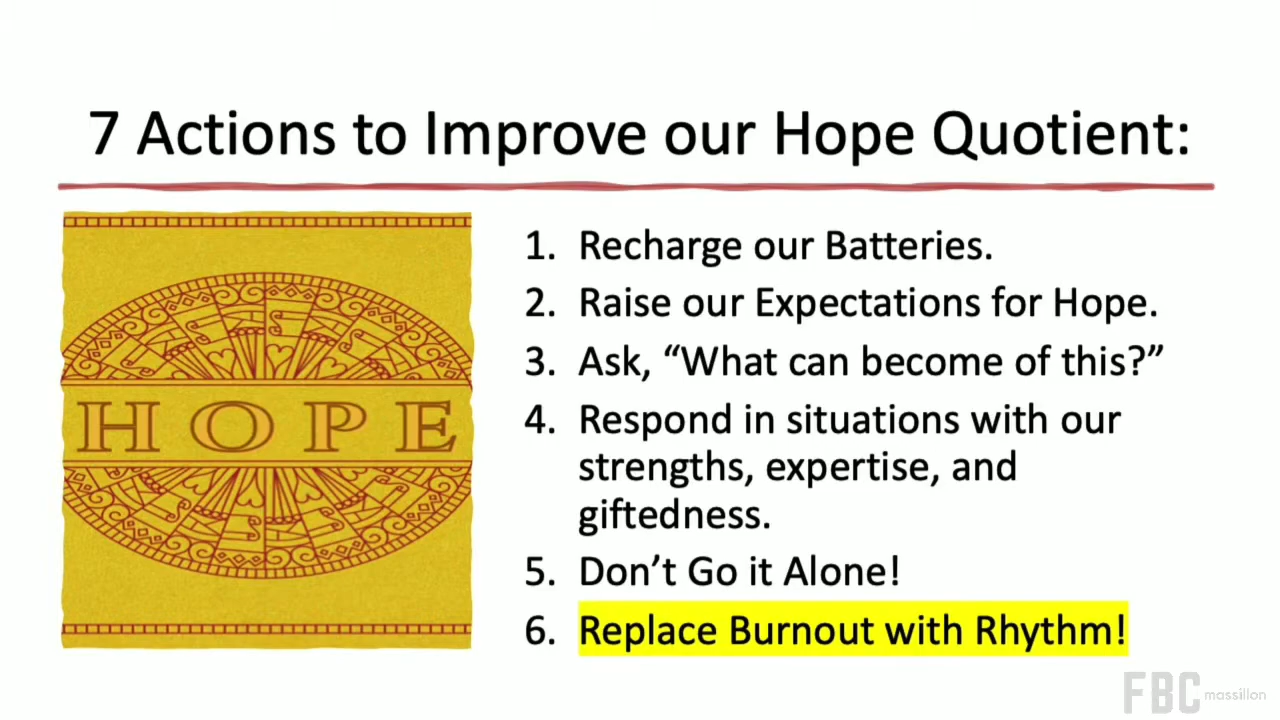 7 Actions to Improve our Hope Quotient:
HOPE
1. Recharge our Batteries.
2. Raise our Expectations for Hope.
3. Ask, “What can become of this?”
4. Respond in situations with our
strengths, expertise, and
giftedness.
5. Don’t Go it Alone!
6. Replace Burnout with Rhythm!
FBC massillon